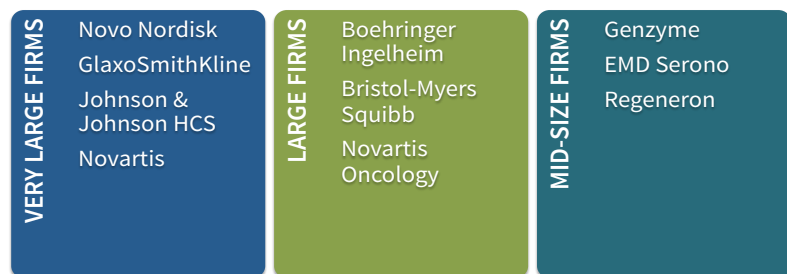 VERY LARGE FIRMS
Novo Nordisk
GlaxoSmithKline
Johnson &
Johnson HCS
Novartis
LARGE FIRMS
Boehringer
Ingelheim
Bristol-Myers
Squibb
Novartis
Oncology
MID-SIZE FIRMS
Genzyme
EMD Serono
Regeneron